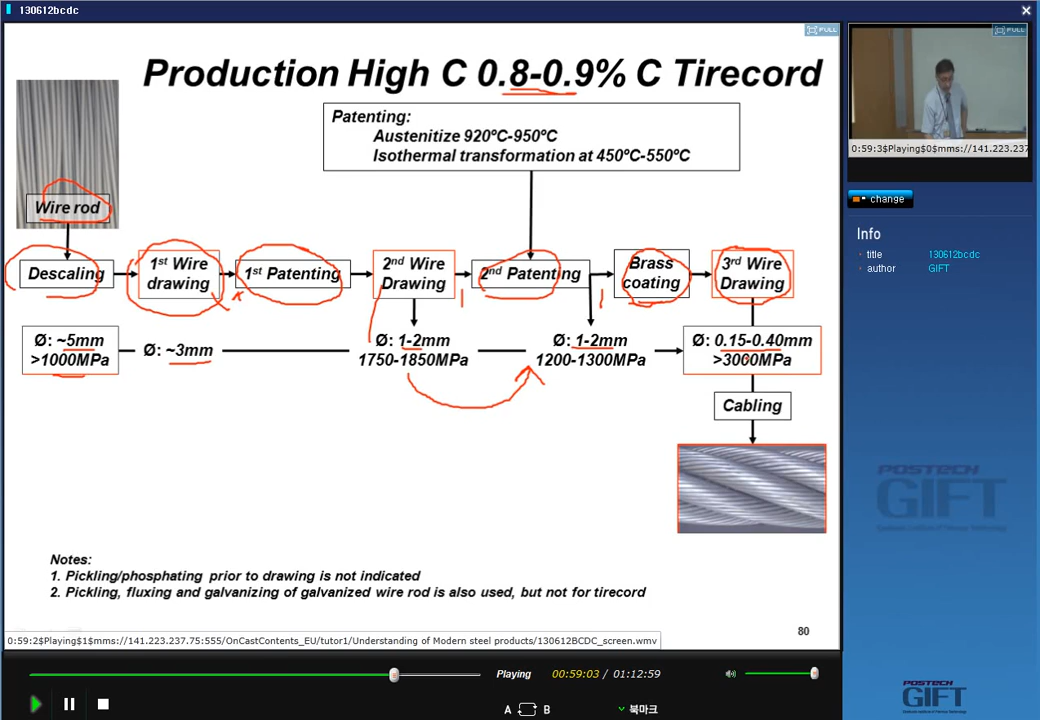 130612bcdc
FULL
Production High C 0.8-0.9% C Tirecord
Patenting:
Austenitize 920ºC-950ºC
Isothermal transformation at 450ºC-550ºC
Wire rod
Descaling
1st Wire
drawing
1st Patenting
2nd Wire
Drawing
2nd Patenting
Brass
coating
3rd Wire
Drawing
Ø: ~5mm
>1000MPa
Ø: ~3mm
Ø: 1-2mm
1750-1850MPa
Ø: 1-2mm
1200-1300MPa
Ø: 0.15-0.40mm
>3000MPa
Cabling
Notes:
1. Pickling/phosphating prior to drawing is not indicated
2. Pickling, fluxing and galvanizing of galvanized wire rod is also used, but not for tirecord
80
0:59:2$Playing$1$mms://141.223.237.75:555/OnCastContents_EU/tutor1/Understanding of Modern steel products/130612BCDC_screen.wmv
Playing
00:59:03 / 01:12:59
A B
북마크
FULL
0:59:3$Playing$0$mms://141.223.237
change
Info
title 130612bcdc
author GIFT
POSTECH
GIFT
POSTECH
GIFT